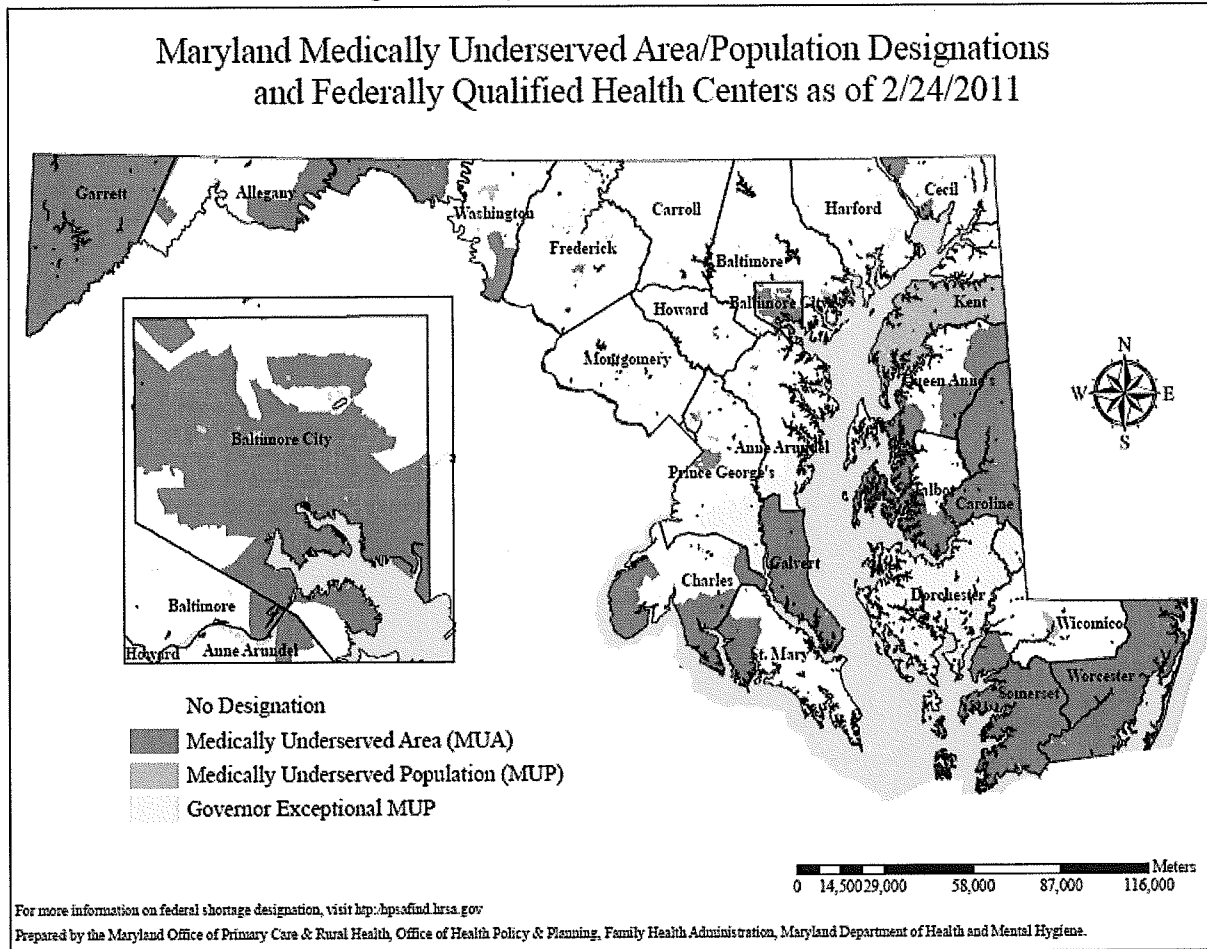 Maryland Medically Underserved Area/Population Designations
and Federally Qualified Health Centers as of 2/24/2011
Garrett
Allegany
Washington
Frederick
Carroll
Baltimore
Harford
Cecil
Baltimore City
Howard
Montgomery
Kent
Queen Anne's
Anne Arundel
Prince George's
Talbot
Caroline
Calvert
Charles
Dorchester
St. Mary
Wicomico
Worcester
Somerset
N
W E
S
Baltimore City
Baltimore
Howard
Anne Arundel
No Designation
Medically Underserved Area (MUA)
Medically Underserved Population (MUP)
Governor Exceptional MUP
Meters
0 14,500 29,000 58,000 87,000 116,000
For more information on federal shortage designation, visit http:/hpsafind.hrsa.gov
Prepared by the Maryland Office of Primary Care & Rural Health, Office of Health Policy & Planning, Family Health Administration, Maryland Department of Health and Mental Hygiene.